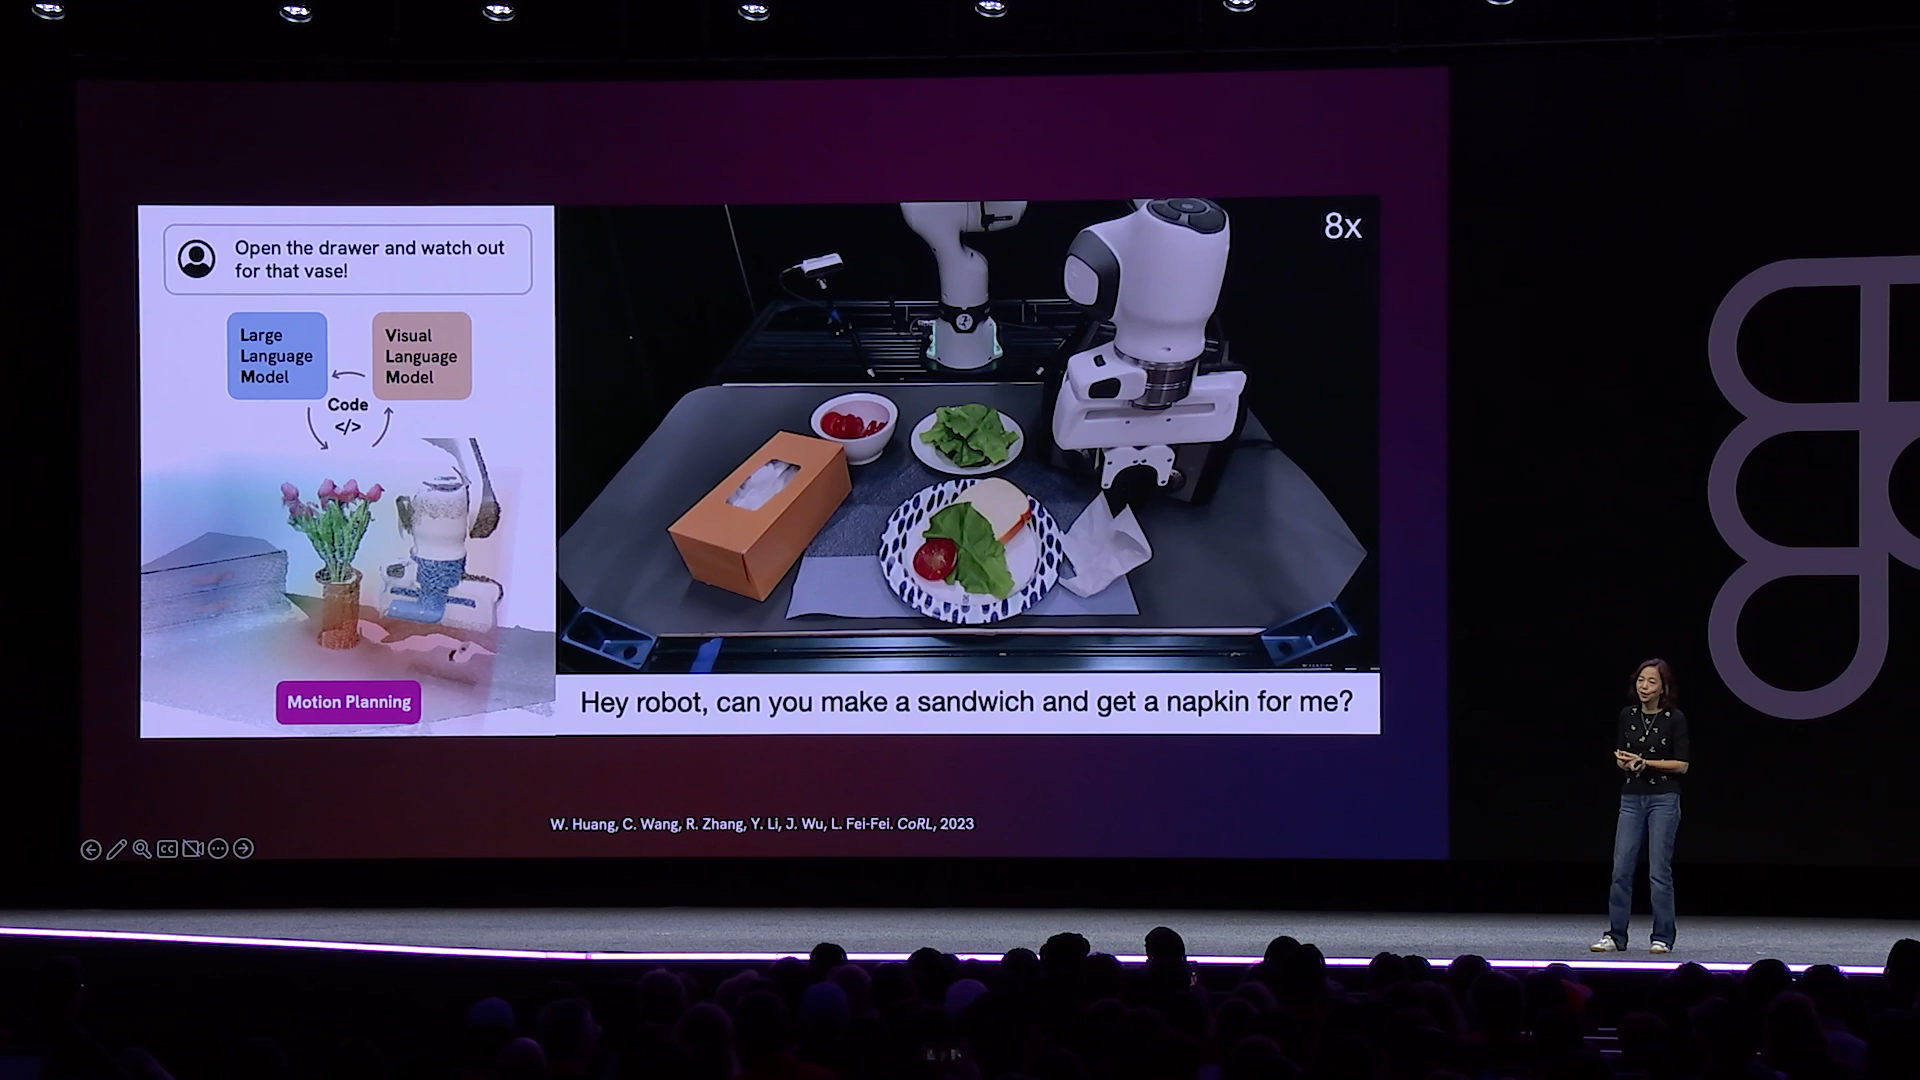 Open the drawer and watch out
for that vase!
Large
Language
Model
Visual
Language
Model
Code
</>
Motion Planning
8x
Hey robot, can you make a sandwich and get a napkin for me?
W. Huang, C. Wang, R. Zhang, Y. Li, J. Wu, L. Fei-Fei. CoRL, 2023
CC